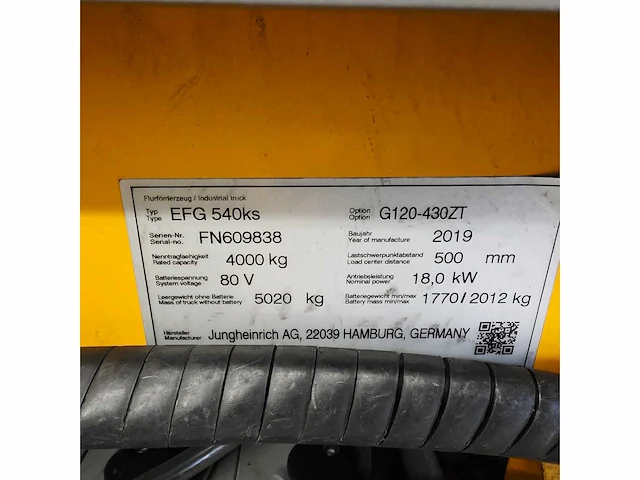 Flurförderzeug / Industrial truck
Typ
Type EFG 540ks Option
Option G120-430ZT
Serien-Nr.
Serial-no. FN609838 Baujahr
Year of manufacture 2019
Nenntragfaehigkeit
Rated capacity 4000 kg Lastschwerpunktabstand
Load center distance 500 mm
Batteriespannung
System voltage 80 V Antriebsleistung
Nominal power 18,0 kW
Leergewicht ohne Batterie
Mass of truck without battery 5020 kg Batteriegewicht min/max
Battery mass min/max 1770 / 2012 kg
Hersteller
Manufacturer Jungheinrich AG, 22039 HAMBURG, GERMANY